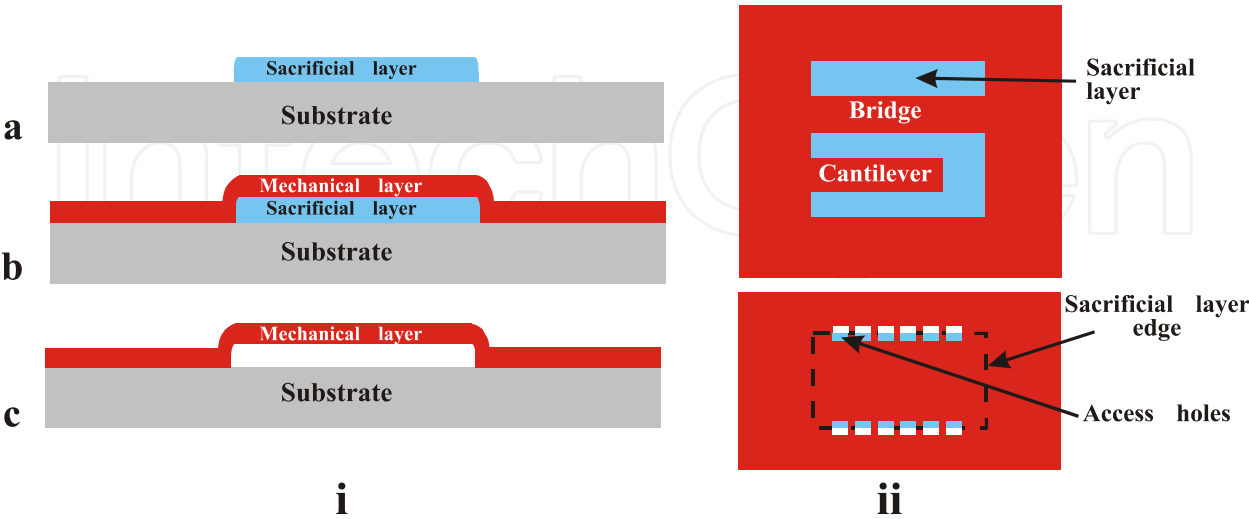 Sacrificial layer
Substrate
a
Mechanical layer
Sacrificial layer
Substrate
b
Mechanical layer
Substrate
c
i
Sacrificial
layer
Bridge
Cantilever
Sacrificial layer
edge
Access holes
ii
IntechOpen